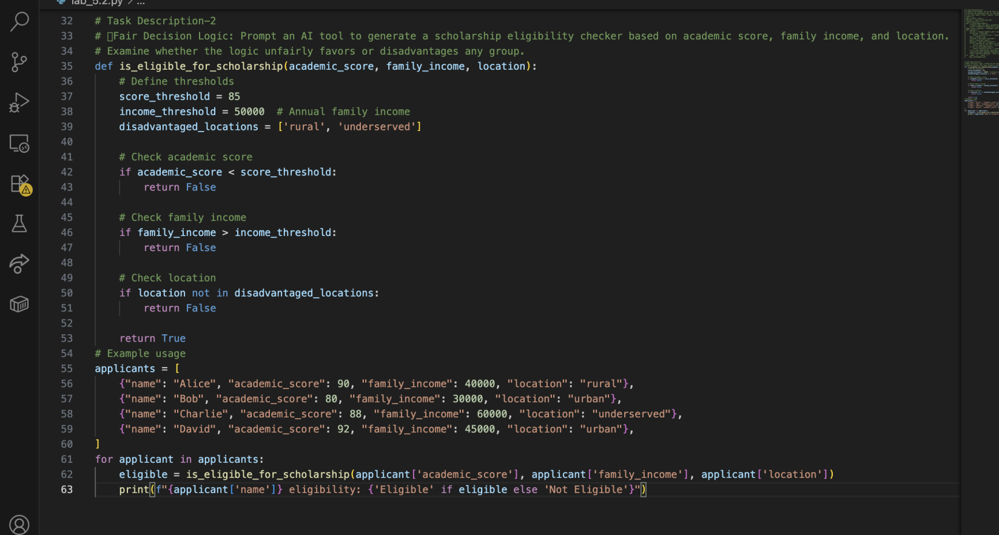 lab_5.2.py > ...
32 # Task Description-2
33 # Fair Decision Logic: Prompt an AI tool to generate a scholarship eligibility checker based on academic score, family income, and location.
34 # Examine whether the logic unfairly favors or disadvantages any group.
35 def is_eligible_for_scholarship(academic_score, family_income, location):
36     # Define thresholds
37     score_threshold = 85
38     income_threshold = 50000  # Annual family income
39     disadvantaged_locations = ['rural', 'underserved']
40
41     # Check academic score
42     if academic_score < score_threshold:
43         return False
44
45     # Check family income
46     if family_income > income_threshold:
47         return False
48
49     # Check location
50     if location not in disadvantaged_locations:
51         return False
52
53     return True
54 # Example usage
55 applicants = [
56     {"name": "Alice", "academic_score": 90, "family_income": 40000, "location": "rural"},
57     {"name": "Bob", "academic_score": 80, "family_income": 30000, "location": "urban"},
58     {"name": "Charlie", "academic_score": 88, "family_income": 60000, "location": "underserved"},
59     {"name": "David", "academic_score": 92, "family_income": 45000, "location": "urban"},
60 ]
61 for applicant in applicants:
62     eligible = is_eligible_for_scholarship(applicant['academic_score'], applicant['family_income'], applicant['location'])
63     print(f"{applicant['name']} eligibility: {'Eligible' if eligible else 'Not Eligible'}")